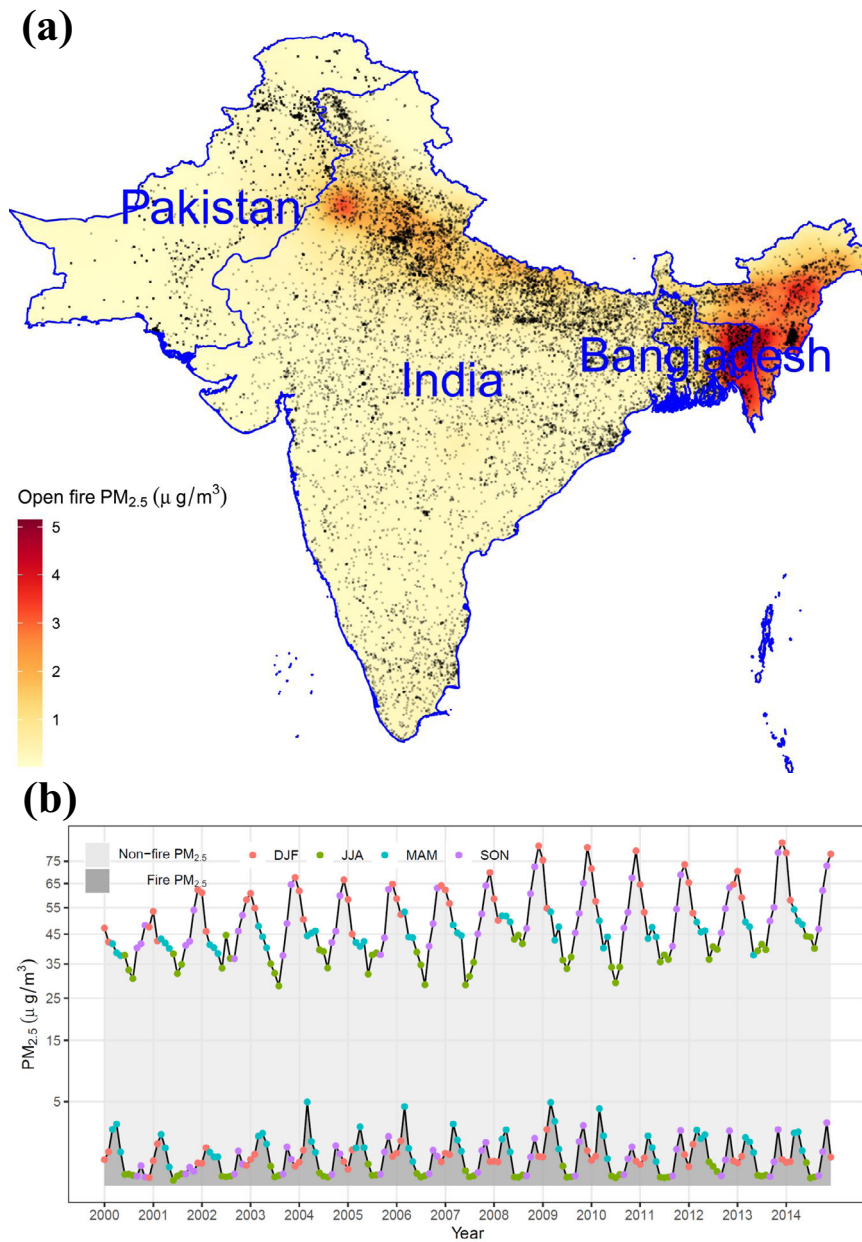 (a)
Pakistan
India
Bangladesh
Open fire PM2.5 (μ g/m3)
5
4
3
2
1
(b)
Non−fire PM2.5
Fire PM2.5
DJF JJA MAM SON
PM2.5 (μ g/m3)
75
65
55
45
35
25
15
5
2000 2001 2002 2003 2004 2005 2006 2007 2008 2009 2010 2011 2012 2013 2014
Year